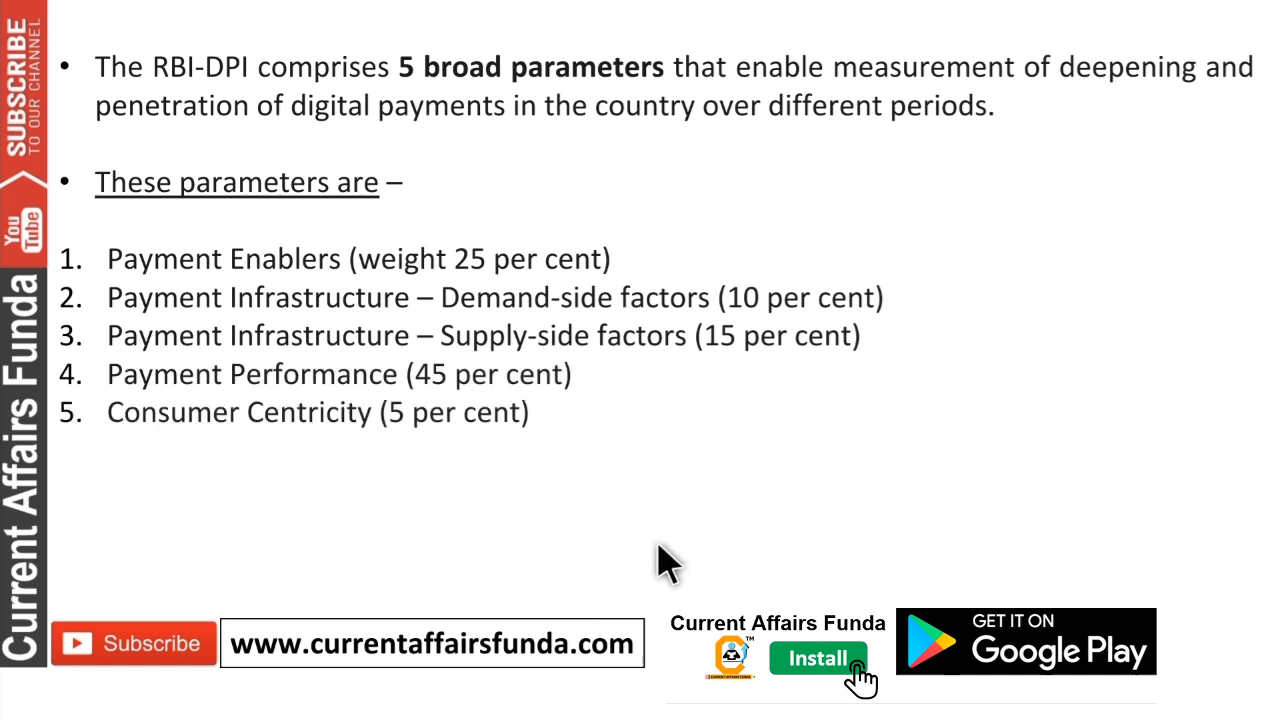 • The RBI-DPI comprises 5 broad parameters that enable measurement of deepening and
penetration of digital payments in the country over different periods.
• These parameters are –
1. Payment Enablers (weight 25 per cent)
2. Payment Infrastructure – Demand-side factors (10 per cent)
3. Payment Infrastructure – Supply-side factors (15 per cent)
4. Payment Performance (45 per cent)
5. Consumer Centricity (5 per cent)
SUBSCRIBE
TO OUR CHANNEL
You
Tube
Current Affairs Funda
Subscribe
www.currentaffairsfunda.com
Current Affairs Funda
TM
Install
GET IT ON
Google Play